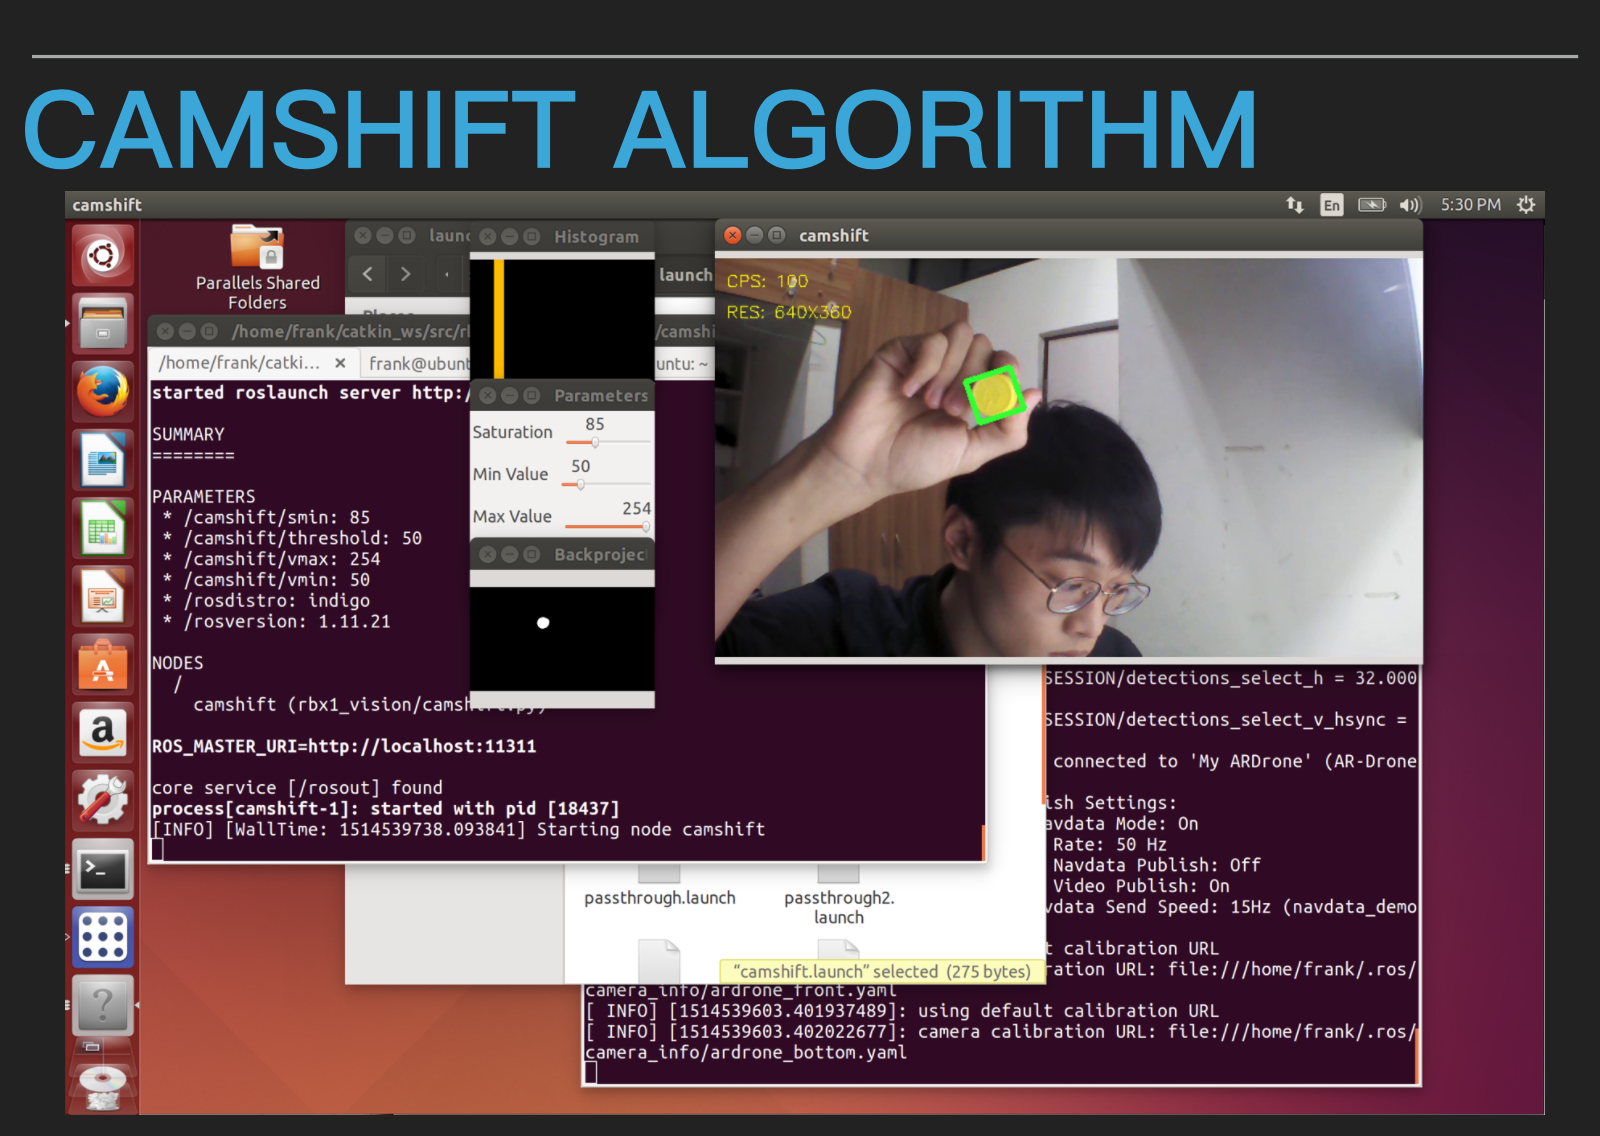 CAMSHIFT ALGORITHM
camshift
En
5:30 PM
Parallels Shared
Folders
launch
Places
Histogram
camshift
CPS: 100
RES: 640X360
/home/frank/catkin_ws/src/
/camshi
/home/frank/catki... ×
frank@ubunt
untu: ~
started roslaunch server http:/
SUMMARY
========
PARAMETERS
* /camshift/smin: 85
* /camshift/threshold: 50
* /camshift/vmax: 254
* /camshift/vmin: 50
* /rosdistro: indigo
* /rosversion: 1.11.21
NODES
/
camshift (rbx1_vision/camshift.py)
ROS_MASTER_URI=http://localhost:11311
core service [/rosout] found
process[camshift-1]: started with pid [18437]
[INFO] [WallTime: 1514539738.093841] Starting node camshift
Parameters
Saturation 85
Min Value 50
Max Value 254
Backproject
SESSION/detections_select_h = 32.000
SESSION/detections_select_v_hsync =
connected to 'My ARDrone' (AR-Drone
ish Settings:
avdata Mode: On
Rate: 50 Hz
Navdata Publish: Off
Video Publish: On
vdata Send Speed: 15Hz (navdata_demo
t calibration URL
ration URL: file:///home/frank/.ros/
camera_info/ardrone_front.yaml
[ INFO] [1514539603.401937489]: using default calibration URL
[ INFO] [1514539603.402022677]: camera calibration URL: file:///home/frank/.ros/
camera_info/ardrone_bottom.yaml
passthrough.launch
passthrough2.
launch
"camshift.launch" selected (275 bytes)